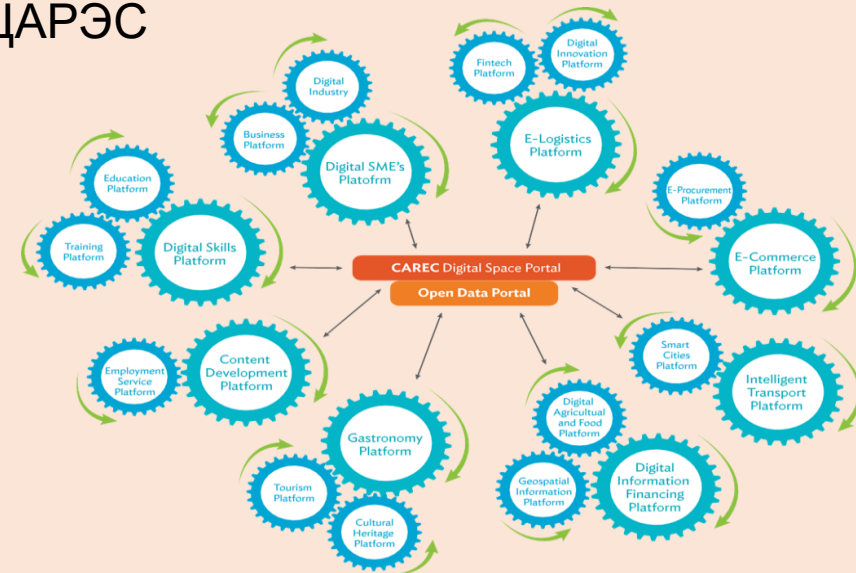 ЦАРЭС
Fintech
Platform
Digital
Innovation
Platform
E-Logistics
Platform
Digital
Industry
Business
Platform
Digital SME's
Platofrm
Education
Platform
Training
Platform
Digital Skills
Platform
E-Procurement
Platform
E-Commerce
Platform
CAREC Digital Space Portal
Open Data Portal
Employment
Service
Platform
Content
Development
Platform
Smart
Cities
Platform
Intelligent
Transport
Platform
Gastronomy
Platform
Tourism
Platform
Cultural
Heritage
Platform
Digital
Agricultual
and Food
Platform
Geospatial
Information
Platform
Digital
Information
Financing
Platform